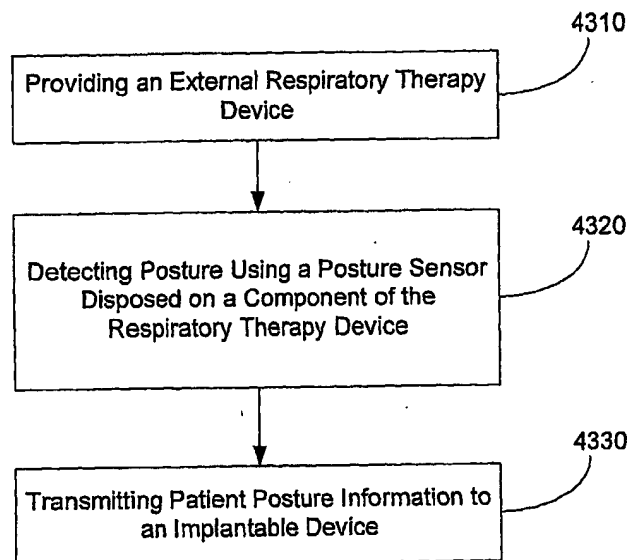 4310
Providing an External Respiratory Therapy
Device
4320
Detecting Posture Using a Posture Sensor
Disposed on a Component of the
Respiratory Therapy Device
4330
Transmitting Patient Posture Information to
an Implantable Device